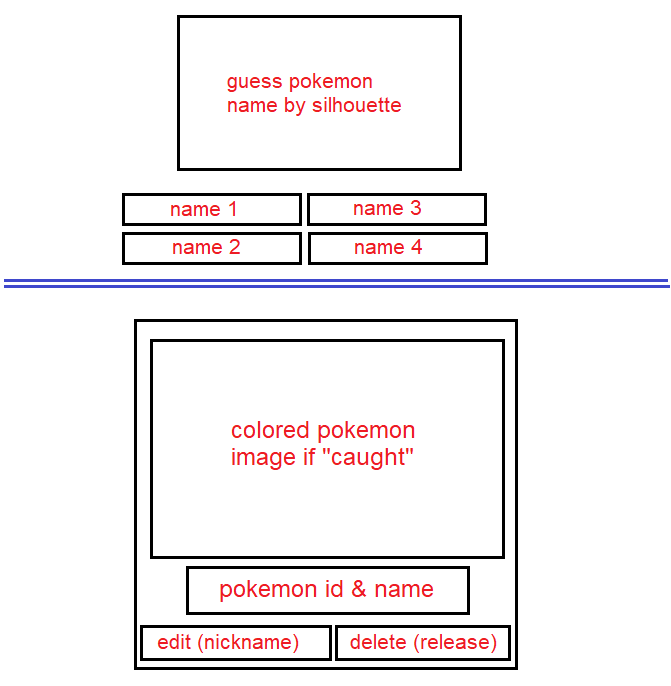 guess pokemon
name by silhouette
name 1
name 3
name 2
name 4
colored pokemon
image if "caught"
pokemon id & name
edit (nickname)
delete (release)